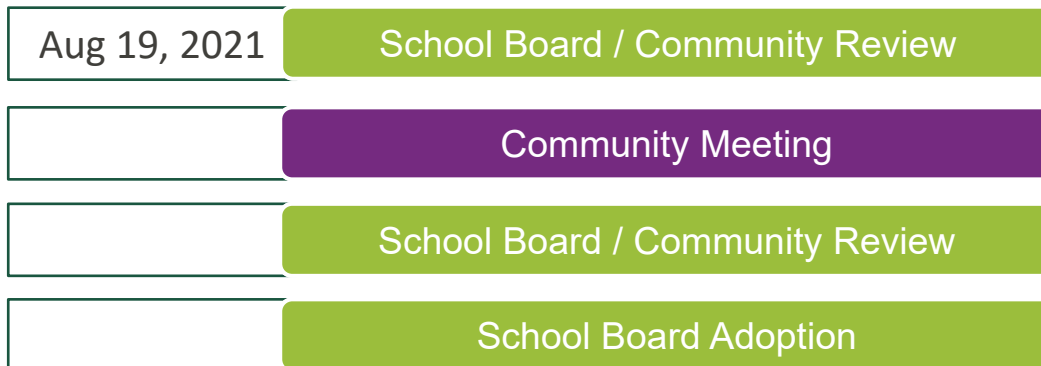 Aug 19, 2021 School Board / Community Review
Community Meeting
School Board / Community Review
School Board Adoption